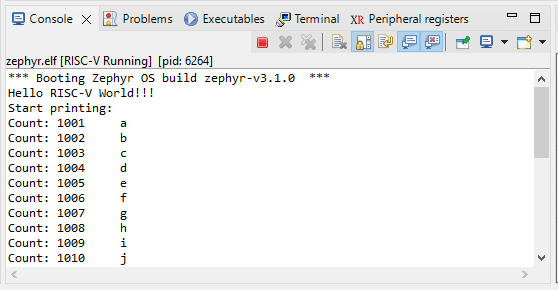 Console Problems Executables Terminal XR Peripheral registers
zephyr.elf [RISC-V Running] [pid: 6264]
*** Booting Zephyr OS build zephyr-v3.1.0  ***
Hello RISC-V World!!!
Start printing:
Count: 1001     a
Count: 1002     b
Count: 1003     c
Count: 1004     d
Count: 1005     e
Count: 1006     f
Count: 1007     g
Count: 1008     h
Count: 1009     i
Count: 1010     j